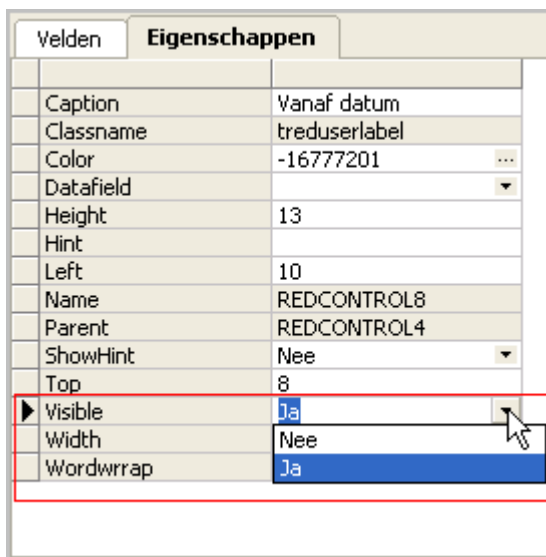 Velden Eigenschappen
Caption Vanaf datum
Classname treduserlabel
Color -16777201 ...
Datafield
Height 13
Hint
Left 10
Name REDCONTROL8
Parent REDCONTROL4
ShowHint Nee
Top 8
Visible Ja
Width Nee
Wordwrrap Ja